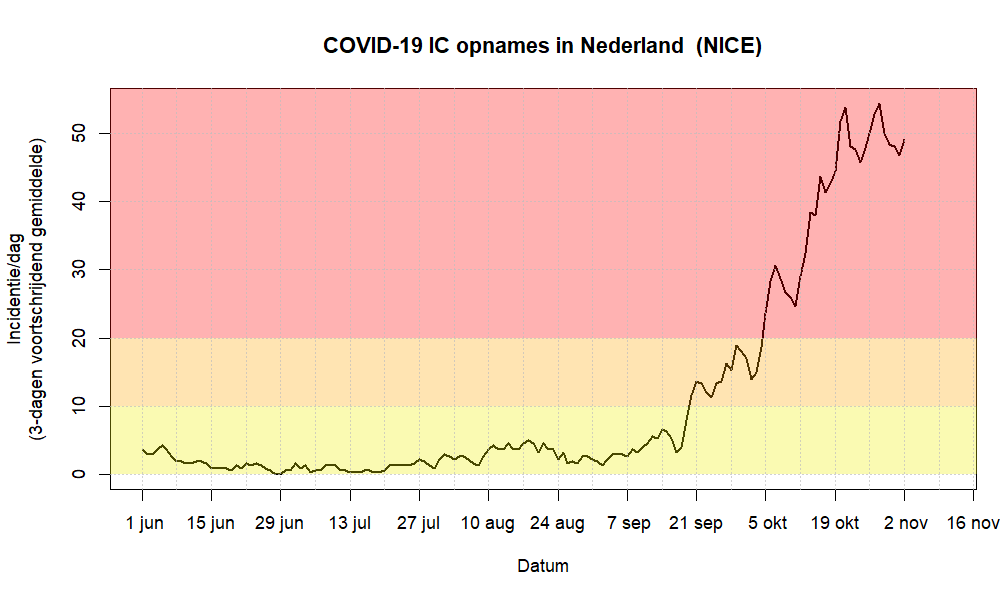 COVID-19 IC opnames in Nederland (NICE)
Incidentie/dag
(3-dagen voortschrijdend gemiddelde)
50
40
30
20
10
0
1 jun 15 jun 29 jun 13 jul 27 jul 10 aug 24 aug 7 sep 21 sep 5 okt 19 okt 2 nov 16 nov
Datum